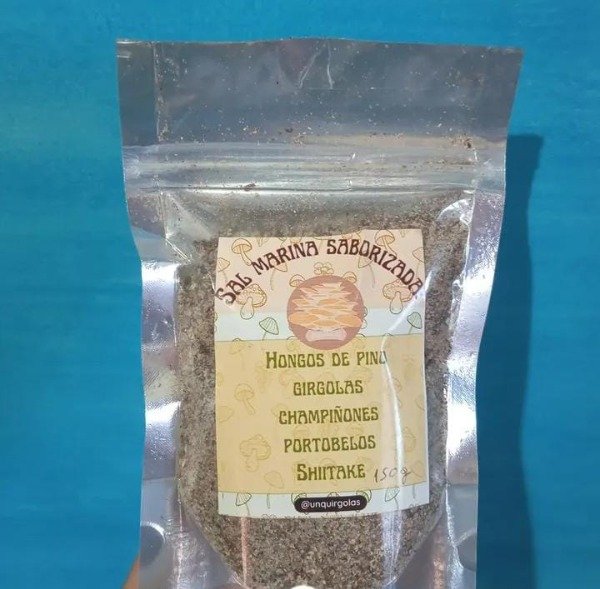 SAL MARINA SABORIZADA
HONGOS DE PINO
GIRGOLAS
CHAMPIÑONES
PORTOBELOS
SHIITAKE 150g
@unquirgolas